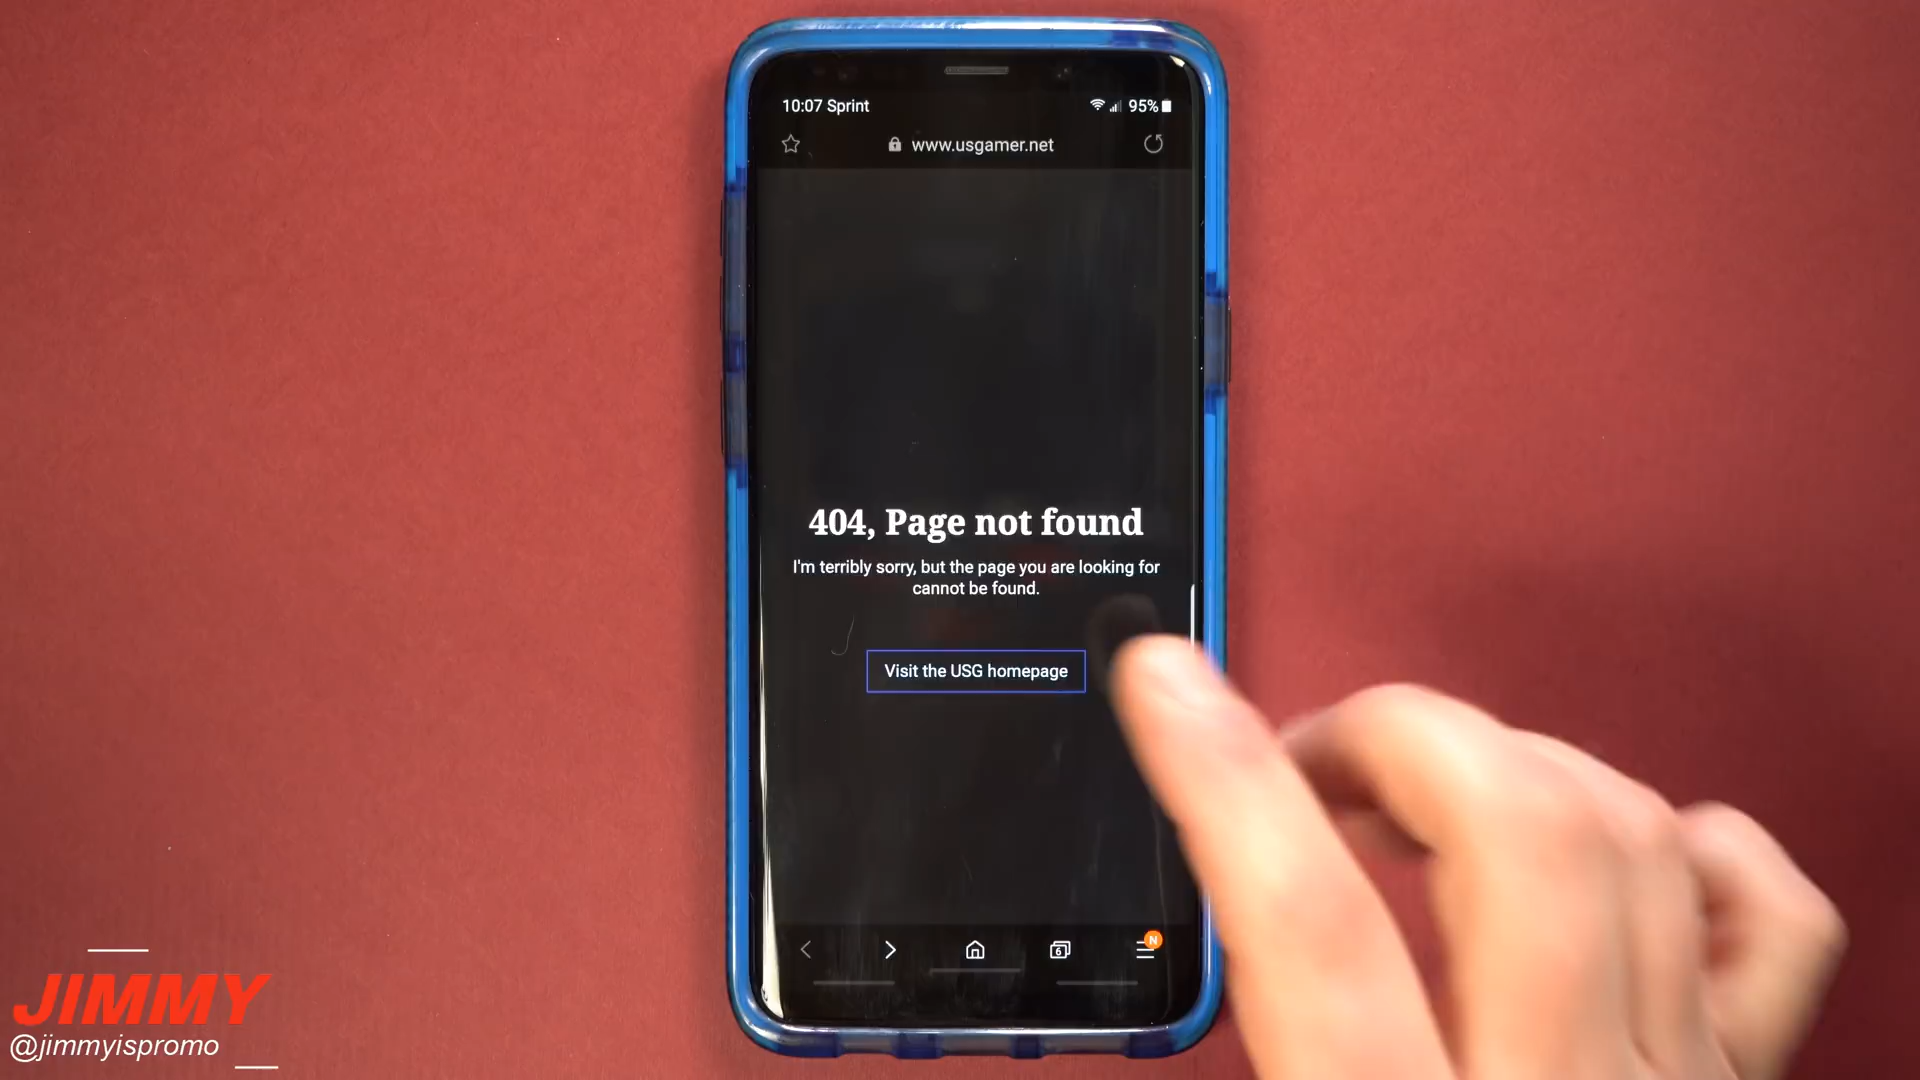 10:07 Sprint 95%
www.usgamer.net
404, Page not found
I'm terribly sorry, but the page you are looking for
cannot be found.
Visit the USG homepage
6 N
JIMMY
@jimmyispromo